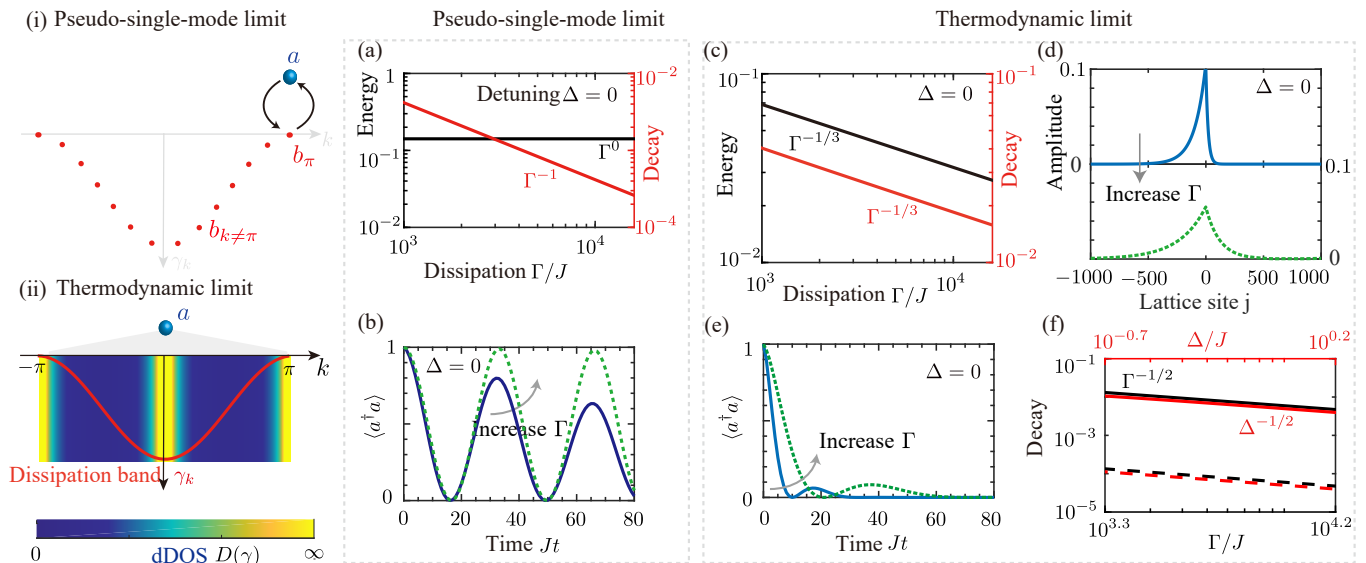 (i) Pseudo-single-mode limit
a
k
b_π
b_{k≠π}
γ_k
(ii) Thermodynamic limit
a
−π
π
k
Dissipation band
γ_k
0
dDOS D(γ)
∞
Pseudo-single-mode limit
(a)
1
10^{-1}
10^{-2}
Energy
Detuning Δ = 0
Γ^0
Γ^{-1}
10^{-2}
10^{-4}
Decay
10^3
10^4
Dissipation Γ/J
(b)
1
0.5
0
⟨a†a⟩
Δ = 0
Increase Γ
0
20
40
60
80
Time Jt
Thermodynamic limit
(c)
10^{-1}
10^{-2}
Energy
Δ = 0
Γ^{-1/3}
Γ^{-1/3}
10^{-1}
10^{-2}
Decay
10^3
10^4
Dissipation Γ/J
(d)
0.1
0
Amplitude
Δ = 0
Increase Γ
0.1
0
−1000
−500
0
500
1000
Lattice site j
(e)
1
0.5
0
⟨a†a⟩
Δ = 0
Increase Γ
0
20
40
60
80
Time Jt
(f)
10^{-0.7}
Δ/J
10^{0.2}
10^{-1}
10^{-3}
10^{-5}
Decay
Γ^{-1/2}
Δ^{-1/2}
10^{3.3}
10^{4.2}
Γ/J